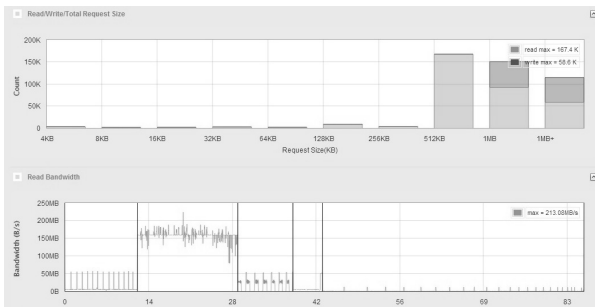 Read/Write/Total Request Size
200K
150K
100K
50K
0
Count
read max = 167.4 K
write max = 58.6 K
4KB 8KB 16KB 32KB 64KB 128KB 256KB 512KB 1MB 1MB+
Request Size(KB)
Read Bandwidth
250MB
200MB
150MB
100MB
50MB
0B
Bandwidth (B/s)
max = 213.08MB/s
0 14 28 42 56 69 83